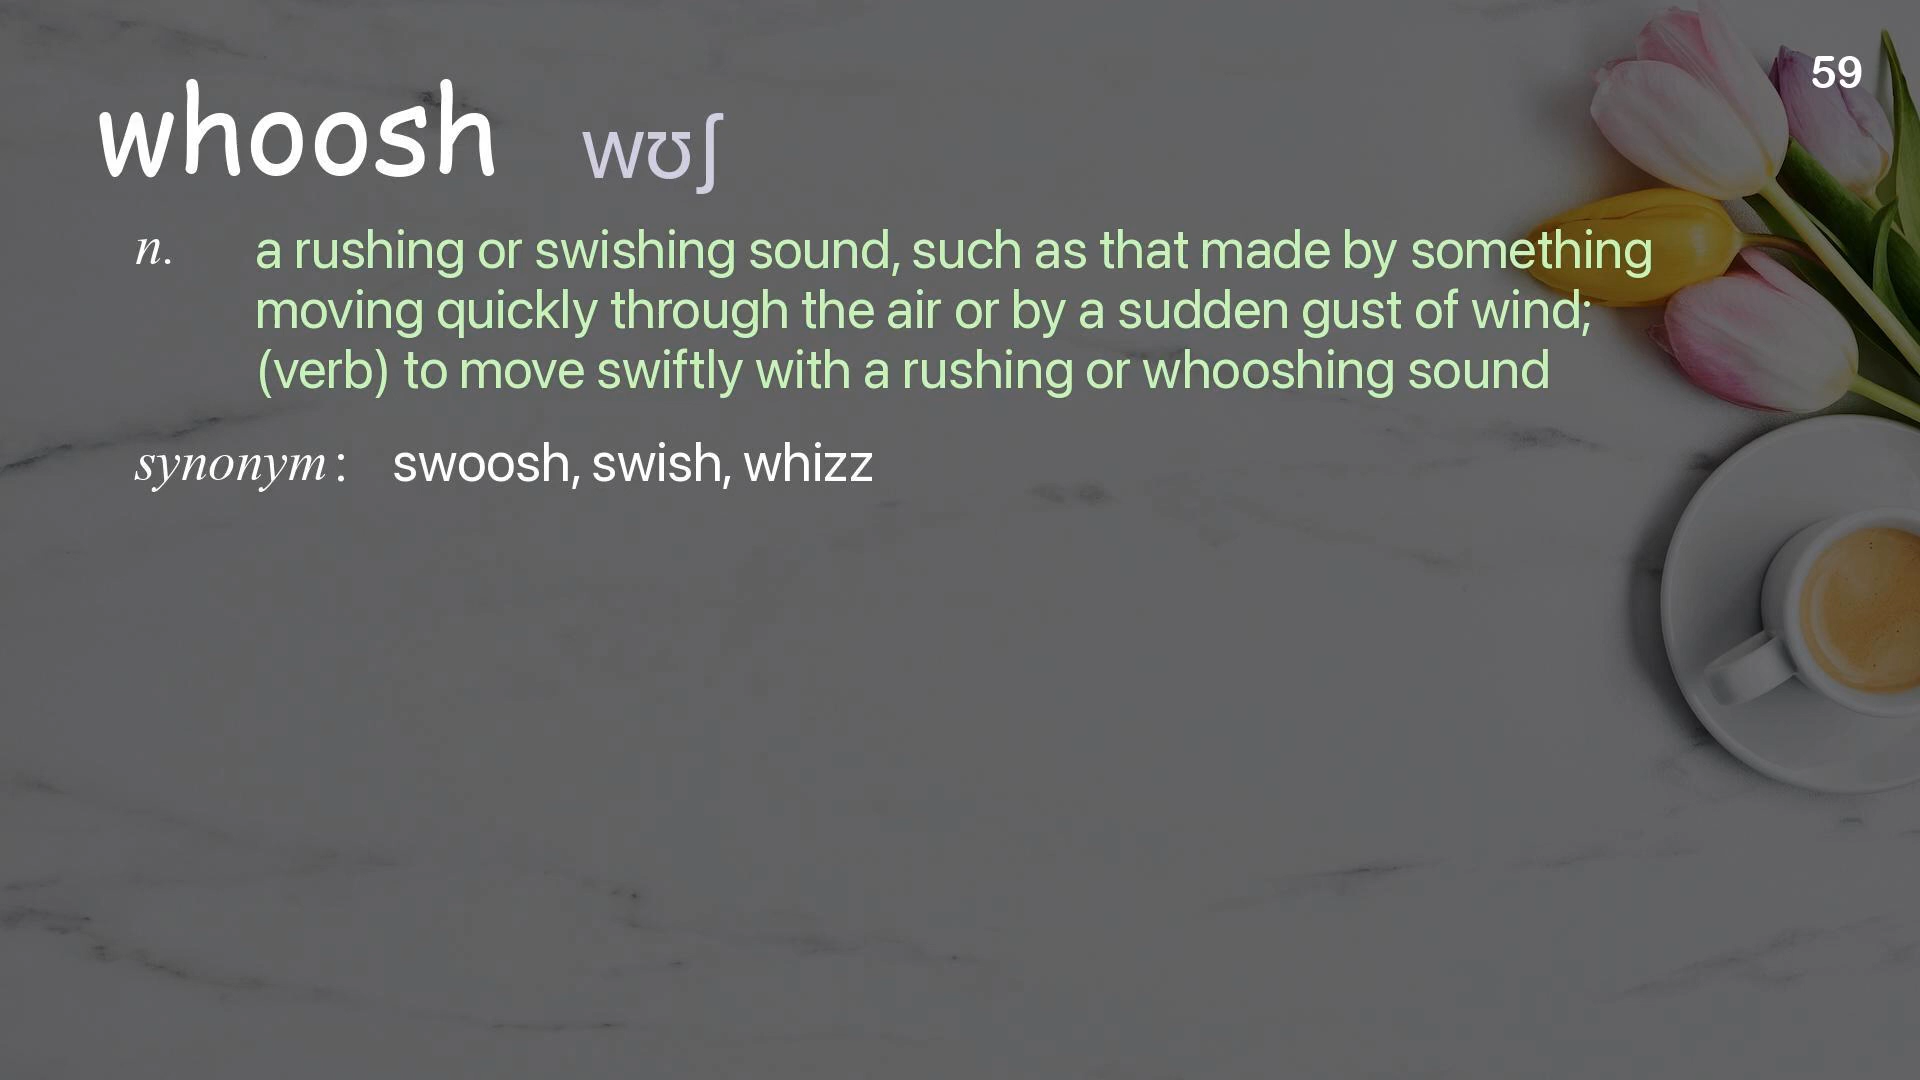 59
whoosh wʊʃ
n. a rushing or swishing sound, such as that made by something
moving quickly through the air or by a sudden gust of wind;
(verb) to move swiftly with a rushing or whooshing sound
synonym: swoosh, swish, whizz